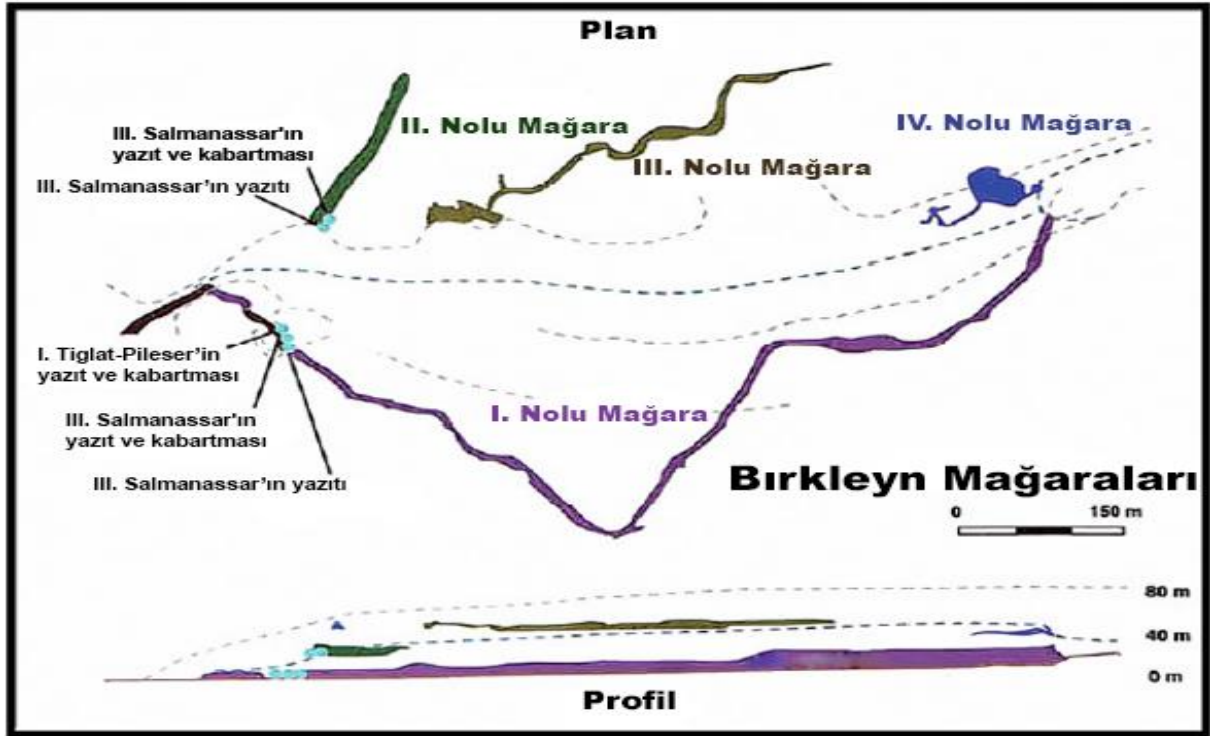 Plan
II. Nolu Mağara
IV. Nolu Mağara
III. Salmanassar'ın
yazıt ve kabartması
III. Nolu Mağara
III. Salmanassar'ın yazıtı
I. Tiglat-Pileser'in
yazıt ve kabartması
III. Salmanassar'ın
yazıt ve kabartması
III. Salmanassar'ın yazıtı
I. Nolu Mağara
Bırkleyn Mağaraları
0 150 m
80 m
40 m
0 m
Profil